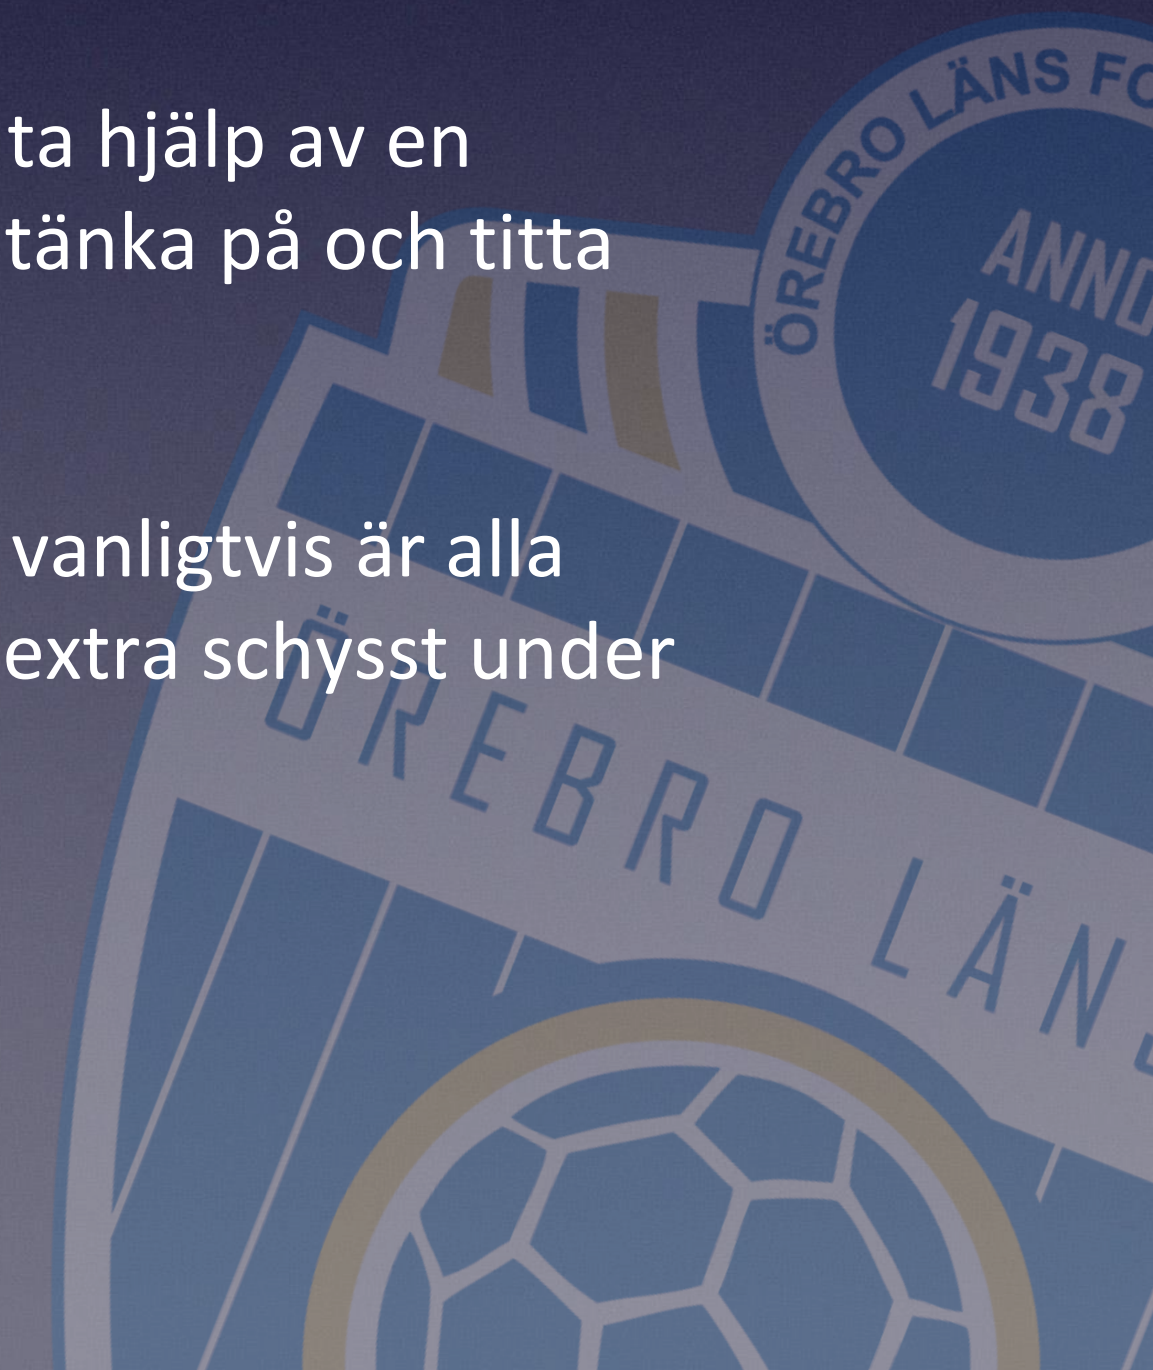 ta hjälp av en
tänka på och titta
vanligtvis är alla
extra schysst under
ÖREBRO LÄNS FO
ANNO
1938
ÖREBRO LÄNS